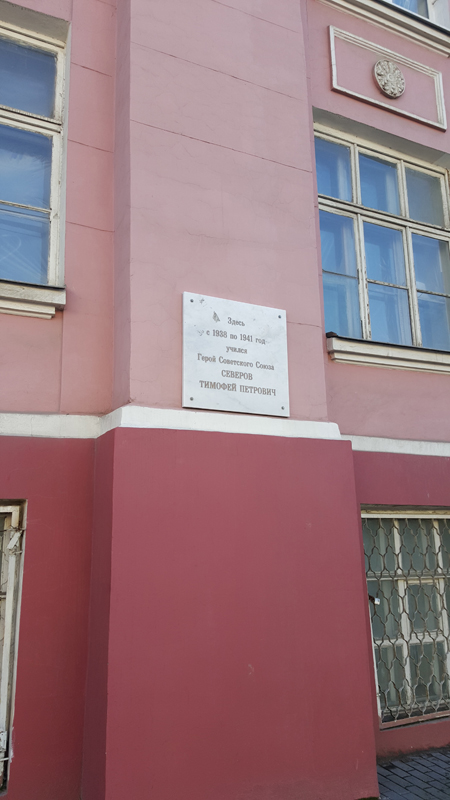 Здесь
с 1938 по 1941 год
учился
Герой Советского Союза
СЕВЕРОВ
ТИМОФЕЙ ПЕТРОВИЧ